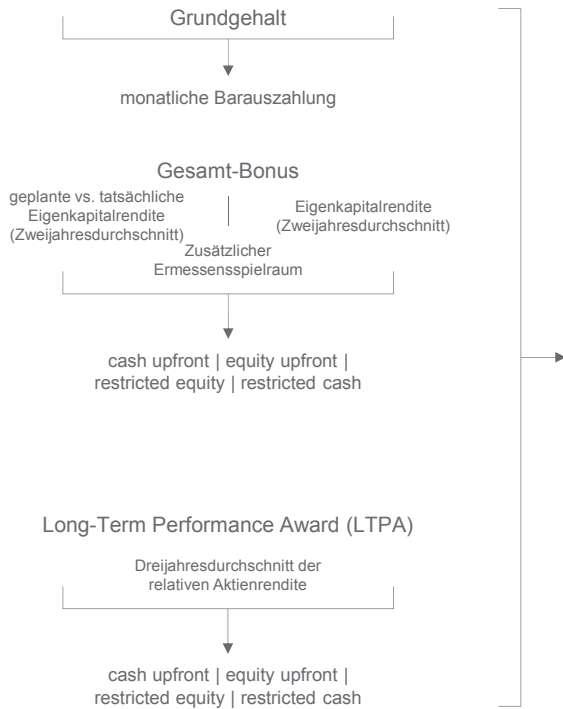 Grundgehalt
monatliche Barauszahlung
Gesamt-Bonus
geplante vs. tatsächliche
Eigenkapitalrendite
(Zweijahresdurchschnitt)
Eigenkapitalrendite
(Zweijahresdurchschnitt)
Zusätzlicher
Ermessensspielraum
cash upfront | equity upfront |
restricted equity | restricted cash
Long-Term Performance Award (LTPA)
Dreijahresdurchschnitt der
relativen Aktienrendite
cash upfront | equity upfront |
restricted equity | restricted cash